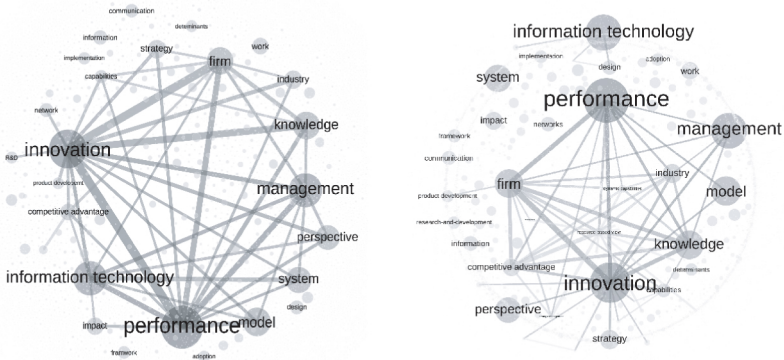 communication
determinants
information
strategy
work
implementation
firm
capabilities
industry
network
knowledge
innovation
R&D
product developmemt
management
competitive advantage
perspective
information technology
system
design
performance
model
impact
framework
adoption
information technology
implementation
adoption
design
work
system
performance
impact
networks
management
framework
communication
industry
firm
model
product development
research-and-development
information
knowledge
competitive advantage
determinants
innovation
capabilities
perspective
strategy